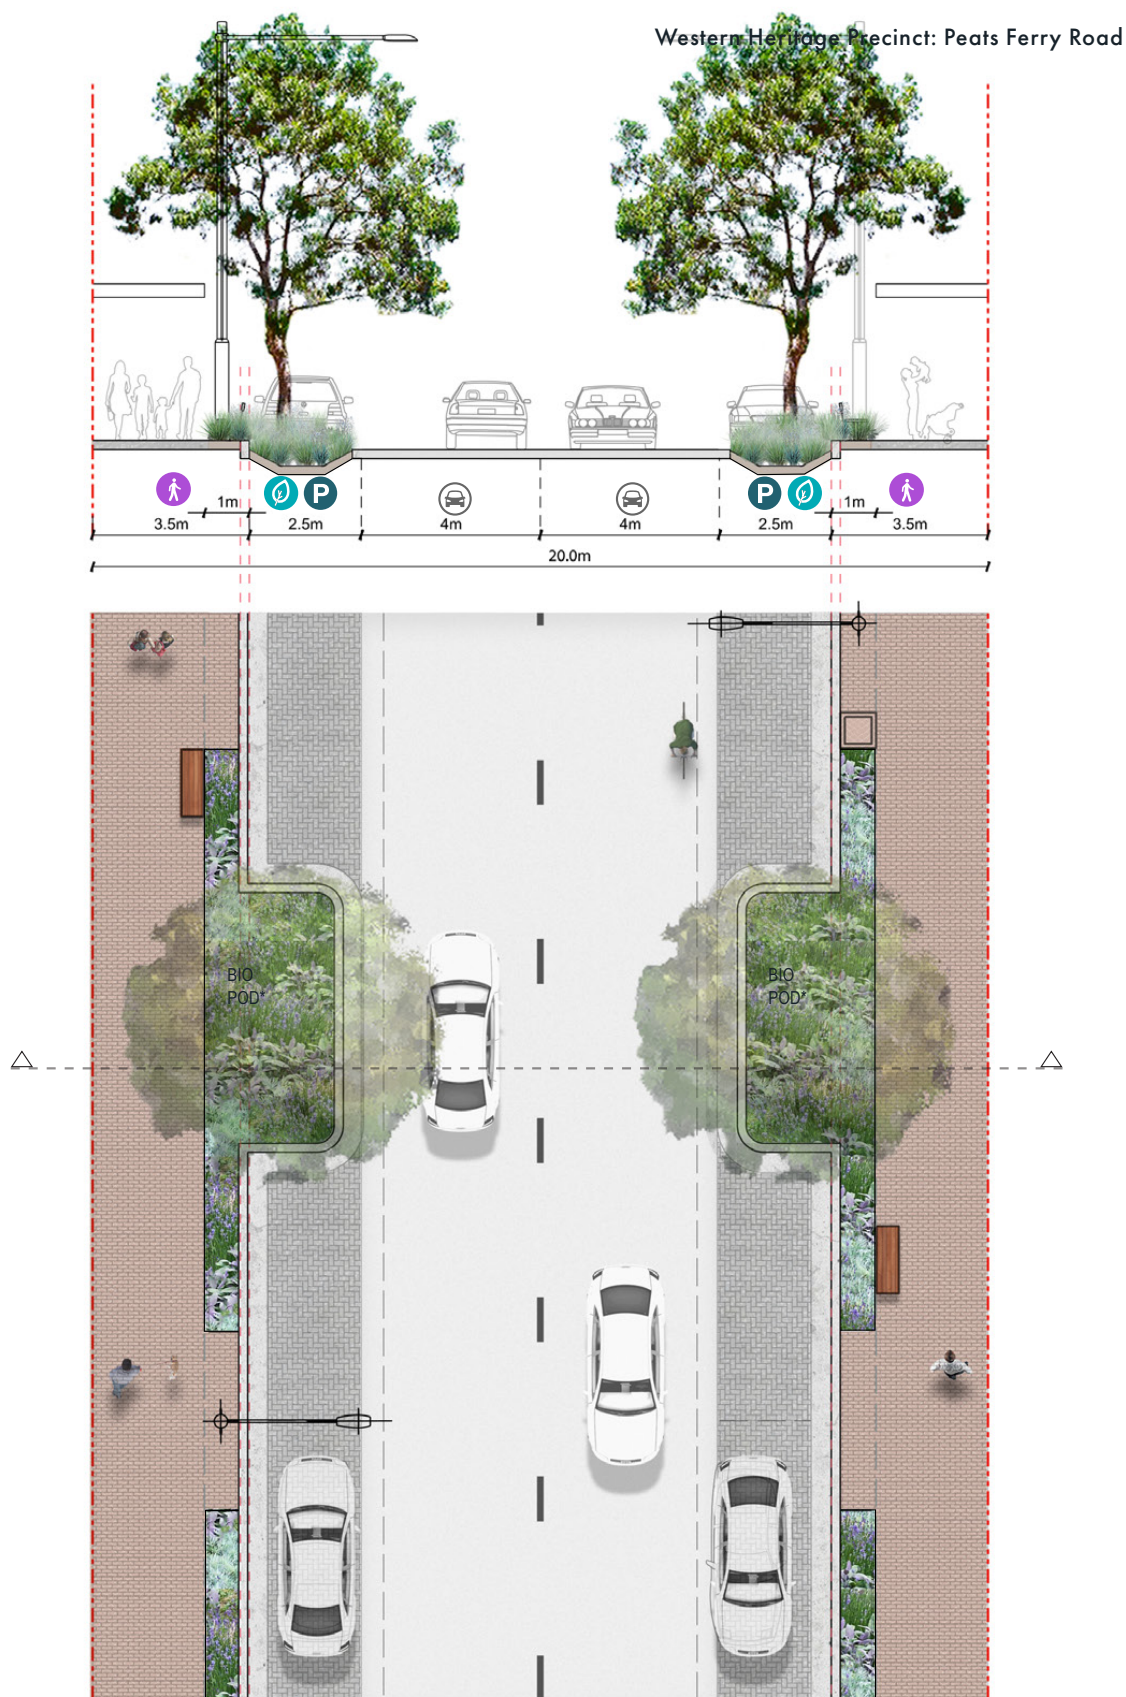 Western Heritage Precinct: Peats Ferry Road
1m
P
P
1m
3.5m
2.5m
4m
4m
2.5m
3.5m
20.0m
BIO
POD*
BIO
POD*